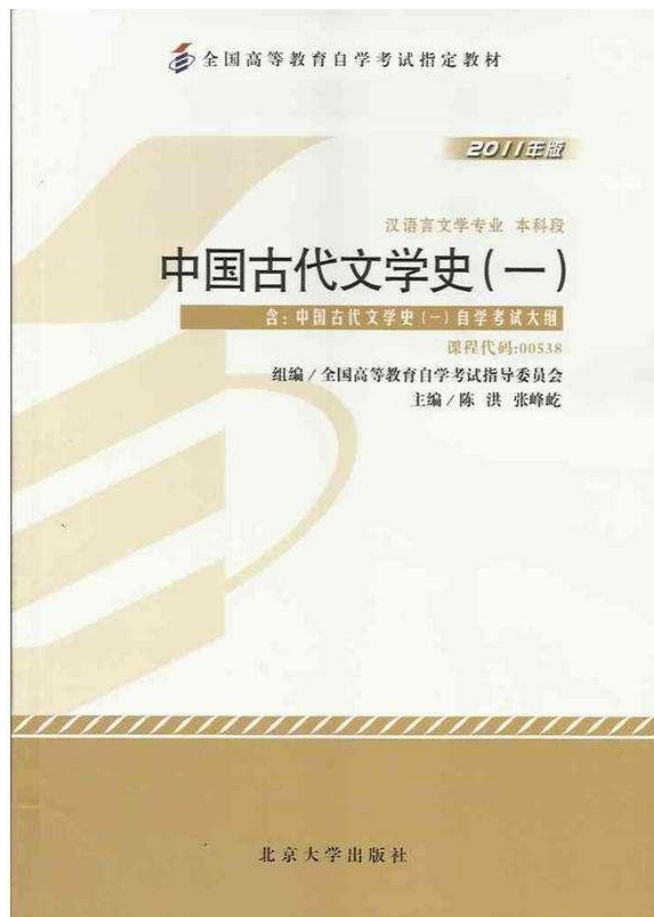 全国高等教育自学考试指定教材
2011年版
汉语言文学专业 本科段
中国古代文学史(一)
含:中国古代文学史(一)自学考试大纲
课程代码:00538
组编/全国高等教育自学考试指导委员会
主编/陈 洪 张峰屹
北京大学出版社